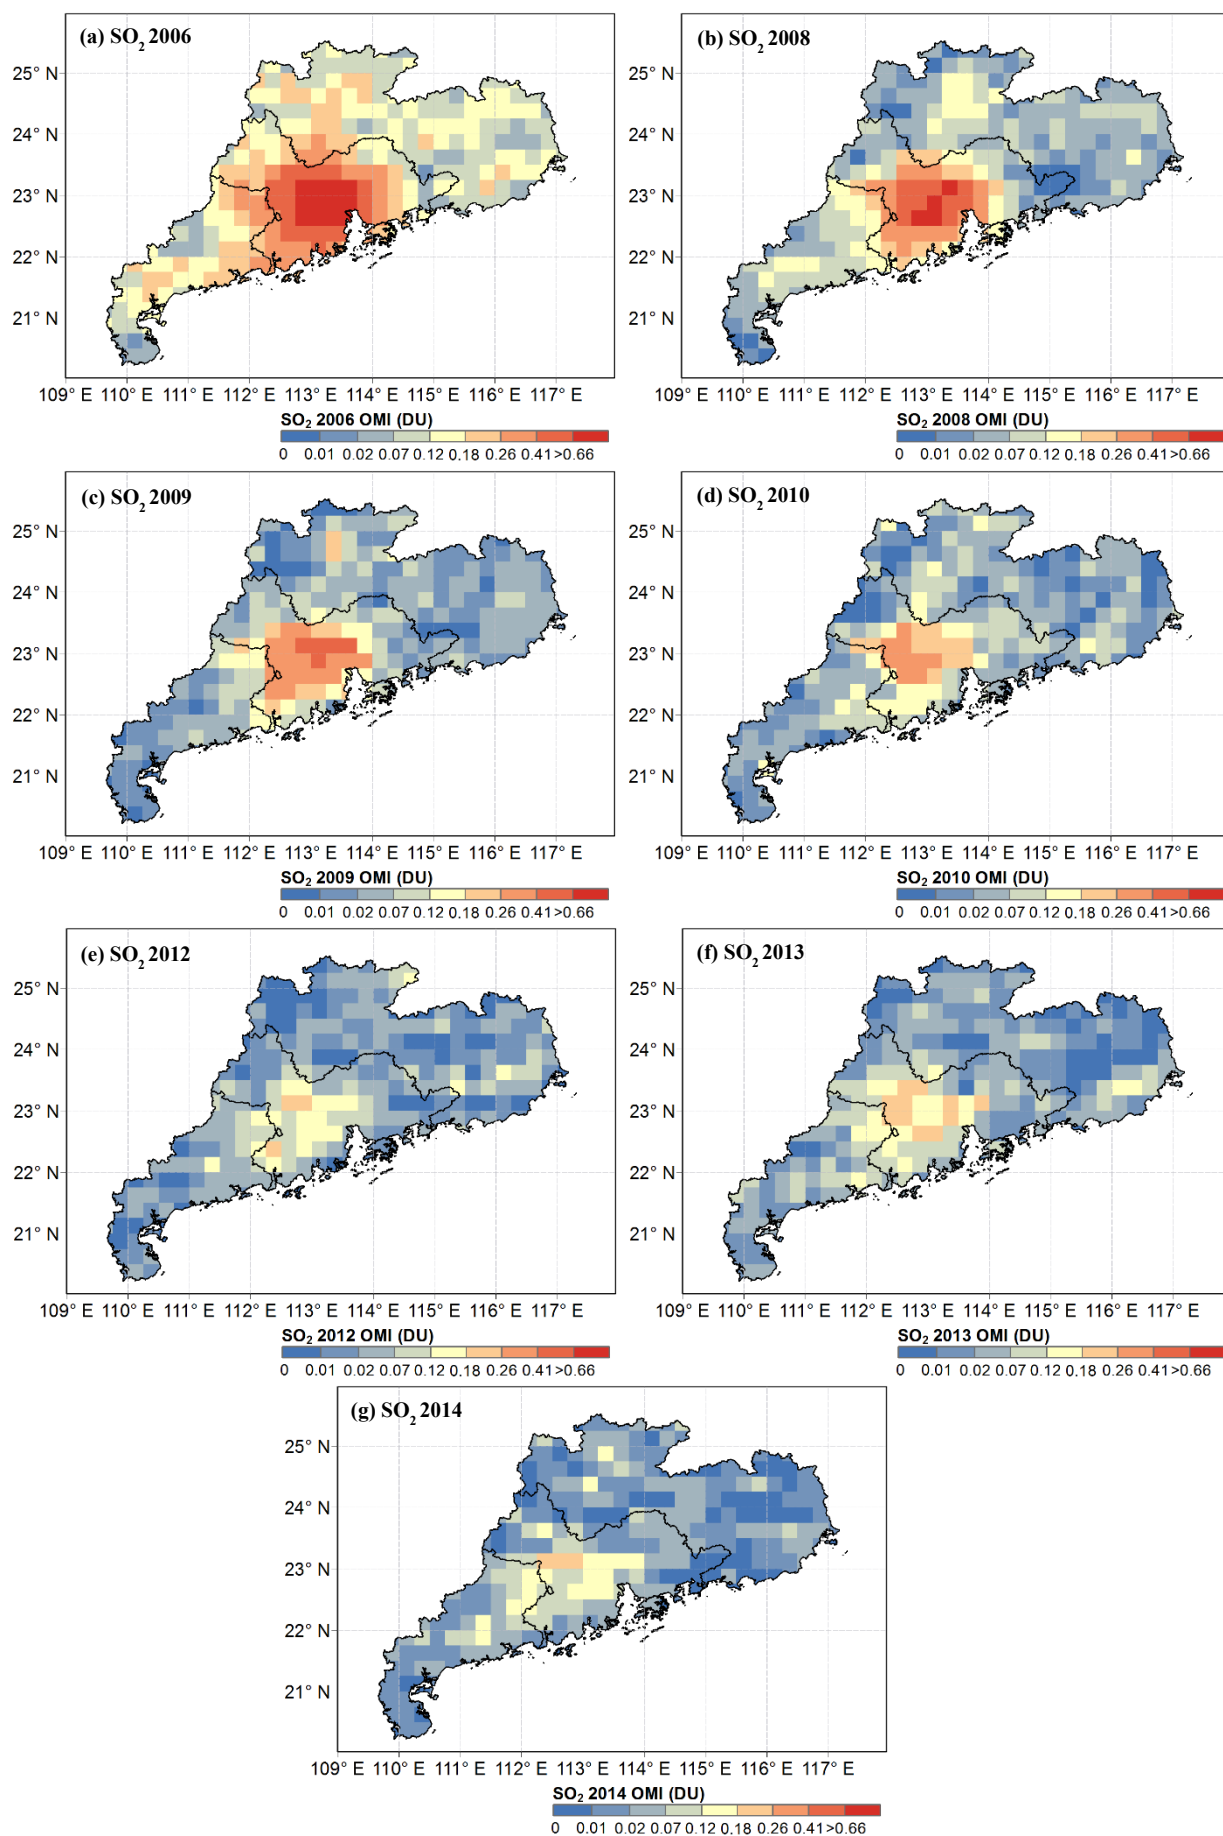 (a) SO2 2006
(b) SO2 2008
25° N
25° N
24° N
24° N
23° N
23° N
22° N
22° N
21° N
21° N
109° E 110° E 111° E 112° E 113° E 114° E 115° E 116° E 117° E
109° E 110° E 111° E 112° E 113° E 114° E 115° E 116° E 117° E
SO2 2006 OMI (DU)
SO2 2008 OMI (DU)
0 0.01 0.02 0.07 0.12 0.18 0.26 0.41 >0.66
0 0.01 0.02 0.07 0.12 0.18 0.26 0.41 >0.66
(c) SO2 2009
(d) SO2 2010
25° N
25° N
24° N
24° N
23° N
23° N
22° N
22° N
21° N
21° N
109° E 110° E 111° E 112° E 113° E 114° E 115° E 116° E 117° E
109° E 110° E 111° E 112° E 113° E 114° E 115° E 116° E 117° E
SO2 2009 OMI (DU)
SO2 2010 OMI (DU)
0 0.01 0.02 0.07 0.12 0.18 0.26 0.41 >0.66
0 0.01 0.02 0.07 0.12 0.18 0.26 0.41 >0.66
(e) SO2 2012
(f) SO2 2013
25° N
25° N
24° N
24° N
23° N
23° N
22° N
22° N
21° N
21° N
109° E 110° E 111° E 112° E 113° E 114° E 115° E 116° E 117° E
109° E 110° E 111° E 112° E 113° E 114° E 115° E 116° E 117° E
SO2 2012 OMI (DU)
SO2 2013 OMI (DU)
0 0.01 0.02 0.07 0.12 0.18 0.26 0.41 >0.66
0 0.01 0.02 0.07 0.12 0.18 0.26 0.41 >0.66
(g) SO2 2014
25° N
24° N
23° N
22° N
21° N
109° E 110° E 111° E 112° E 113° E 114° E 115° E 116° E 117° E
SO2 2014 OMI (DU)
0 0.01 0.02 0.07 0.12 0.18 0.26 0.41 >0.66